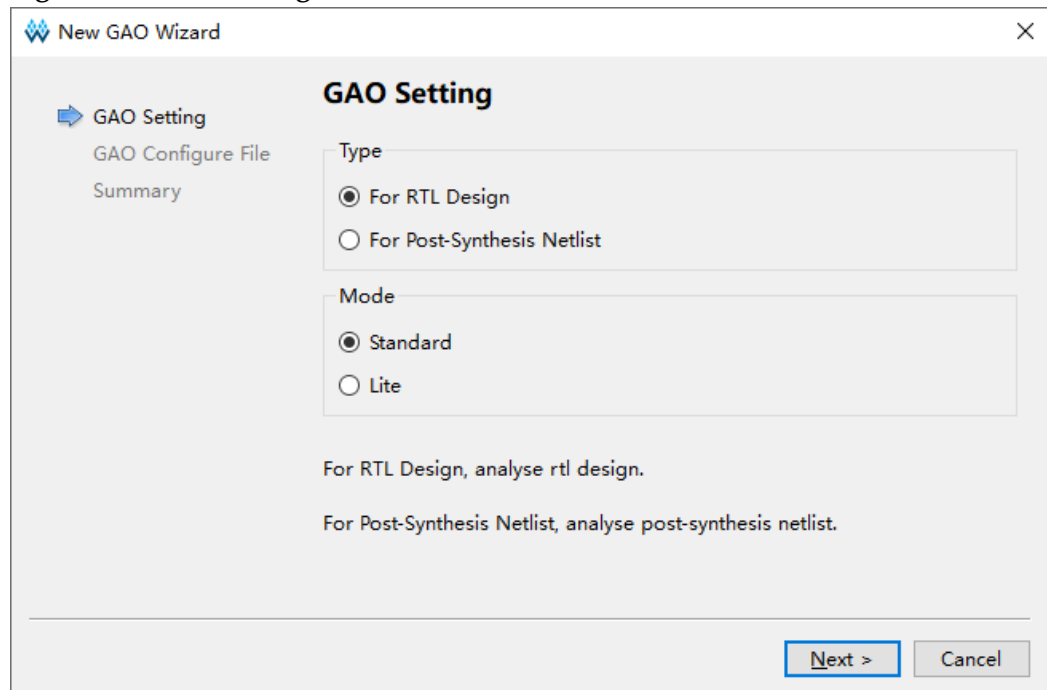 New GAO Wizard
GAO Setting
GAO Configure File
Summary
GAO Setting
Type
For RTL Design
For Post-Synthesis Netlist
Mode
Standard
Lite
For RTL Design, analyse rtl design.
For Post-Synthesis Netlist, analyse post-synthesis netlist.
Next >
Cancel